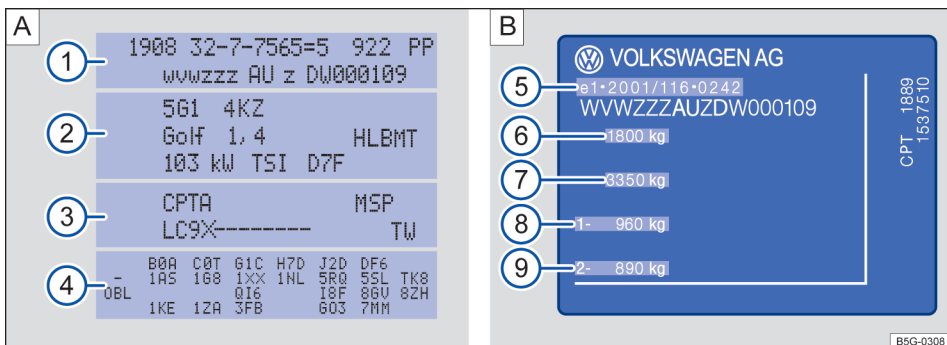 A
1
1908 32-7-7565=5 922 PP
wvwzzz AU z DW000109
2
5G1 4KZ
Golf 1,4 HLBMT
103 kW TSI D7F
3
CPTA MSP
LC9X-------- TW
4
B0A C0T G1C H7D J2D DF6
- 1AS 1G8 1XX 1NL 5RQ 5SL TK8
0BL QI6 I8F 8GV 8ZH
1KE 1ZA 3FB GO3 7MM
B
VOLKSWAGEN AG
5
e1•2001/116•0242
WVWZZZAUZDW000109
6
1800 kg
7
3350 kg
8
1- 960 kg
9
2- 890 kg
CPT 1889
1537510
B5G-0308